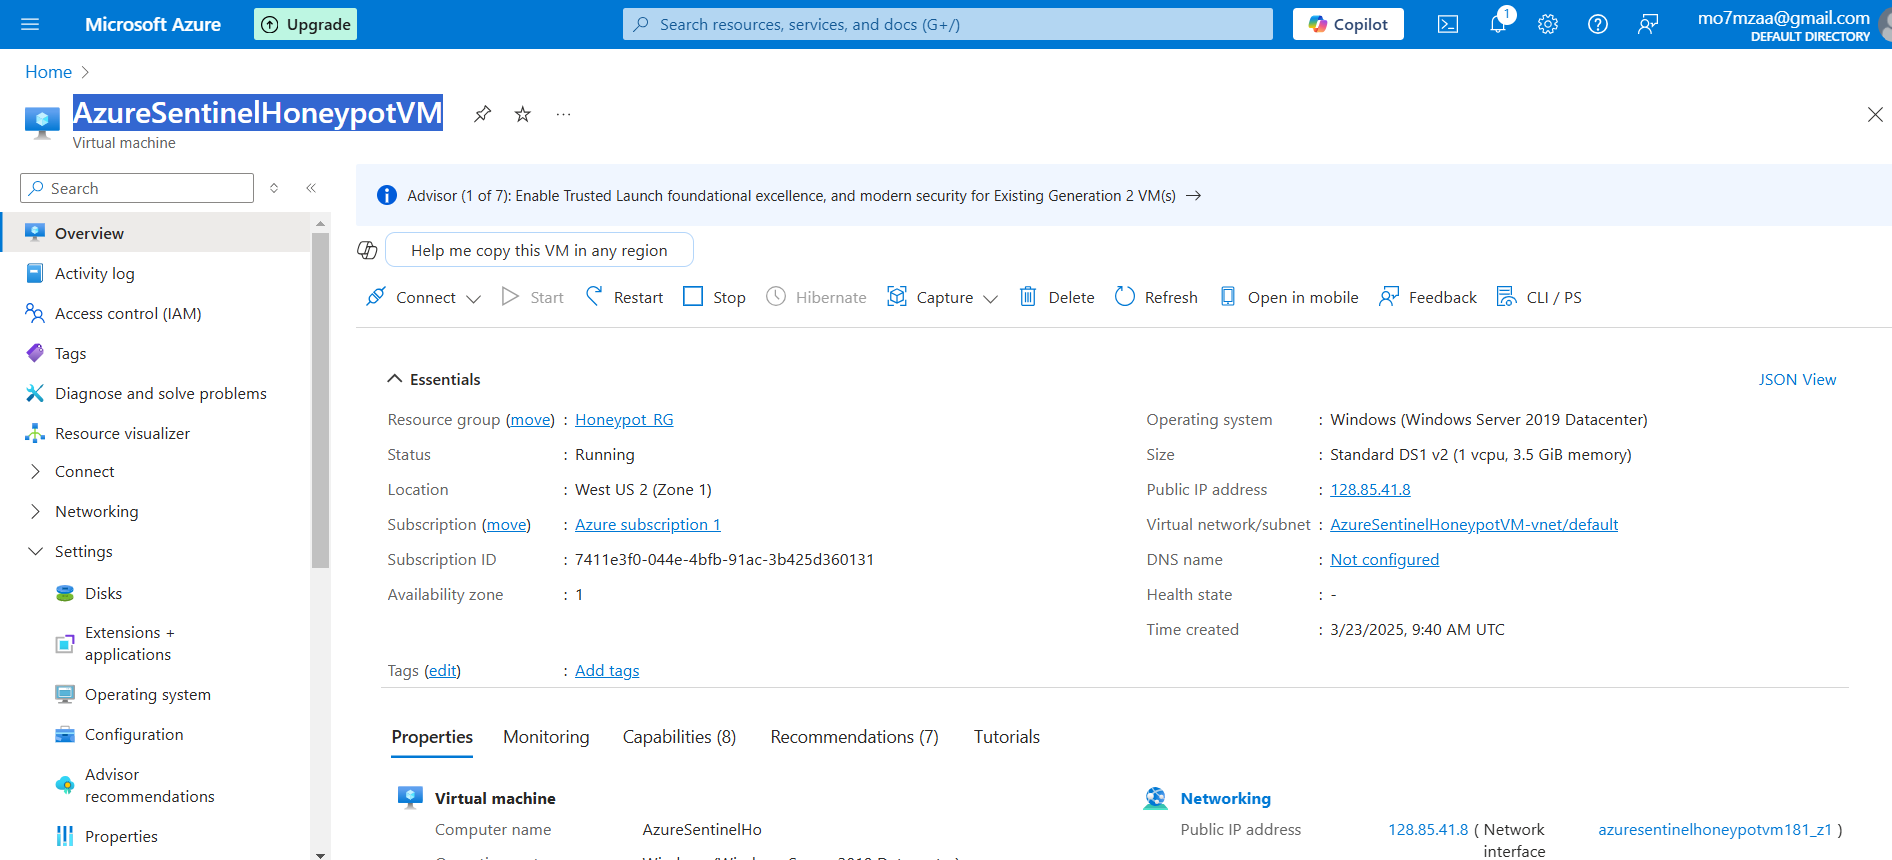 Microsoft Azure
Upgrade
Search resources, services, and docs (G+/)
Copilot
1
mo7mzaa@gmail.com
DEFAULT DIRECTORY
Home
AzureSentinelHoneypotVM
Virtual machine
Search
Overview
Activity log
Access control (IAM)
Tags
Diagnose and solve problems
Resource visualizer
Connect
Networking
Settings
Disks
Extensions +
applications
Operating system
Configuration
Advisor
recommendations
Properties
Advisor (1 of 7): Enable Trusted Launch foundational excellence, and modern security for Existing Generation 2 VM(s)
Help me copy this VM in any region
Connect Start Restart Stop Hibernate Capture Delete Refresh Open in mobile Feedback CLI / PS
Essentials
JSON View
Resource group (move) : Honeypot_RG
Status : Running
Location : West US 2 (Zone 1)
Subscription (move) : Azure subscription 1
Subscription ID : 7411e3f0-044e-4bfb-91ac-3b425d360131
Availability zone : 1
Operating system : Windows (Windows Server 2019 Datacenter)
Size : Standard DS1 v2 (1 vcpu, 3.5 GiB memory)
Public IP address : 128.85.41.8
Virtual network/subnet : AzureSentinelHoneypotVM-vnet/default
DNS name : Not configured
Health state : -
Time created : 3/23/2025, 9:40 AM UTC
Tags (edit) : Add tags
Properties Monitoring Capabilities (8) Recommendations (7) Tutorials
Virtual machine
Computer name AzureSentinelHo
Networking
Public IP address 128.85.41.8 ( Network azuresentinelhoneypotvm181_z1 )
interface